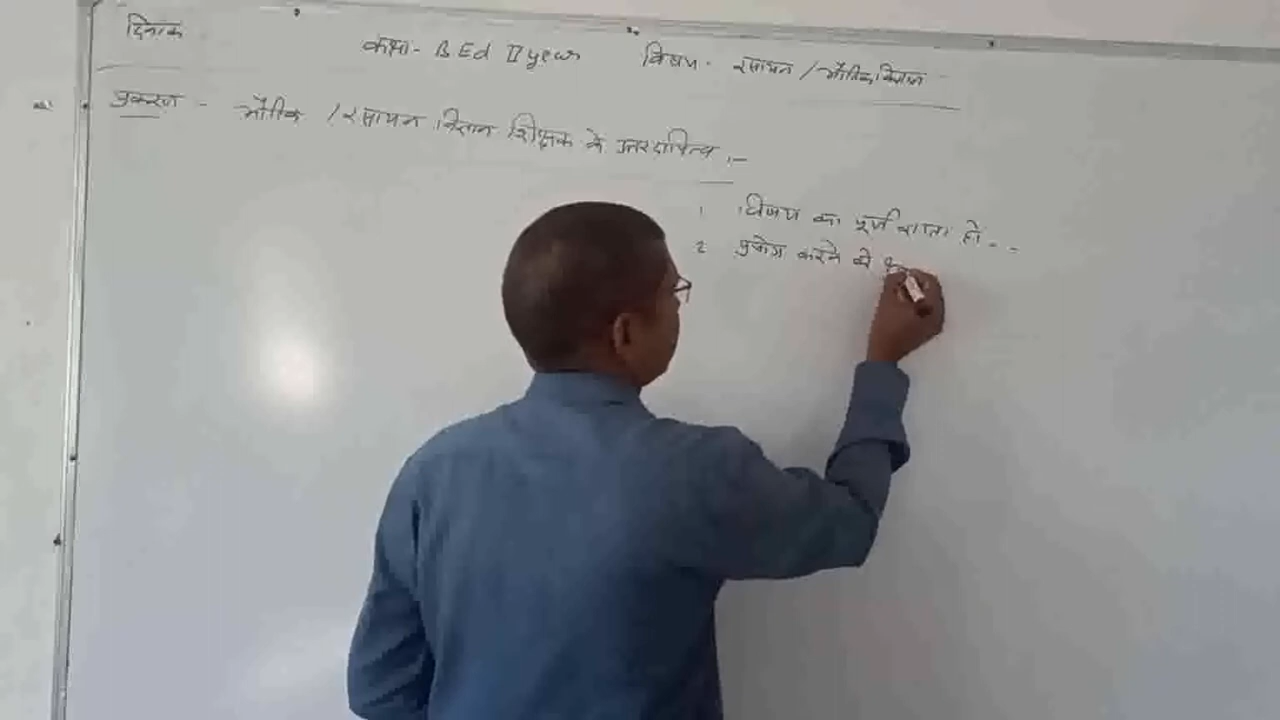 दिनांक कक्षा - B.Ed II year विषय - रसायन / भौतिक विज्ञान
प्रकरण - भौतिक / रसायन विज्ञान शिक्षक के उत्तरदायित्व :-
1 विषय का पूर्ण ज्ञाता हो - -
2 प्रयोग करने की